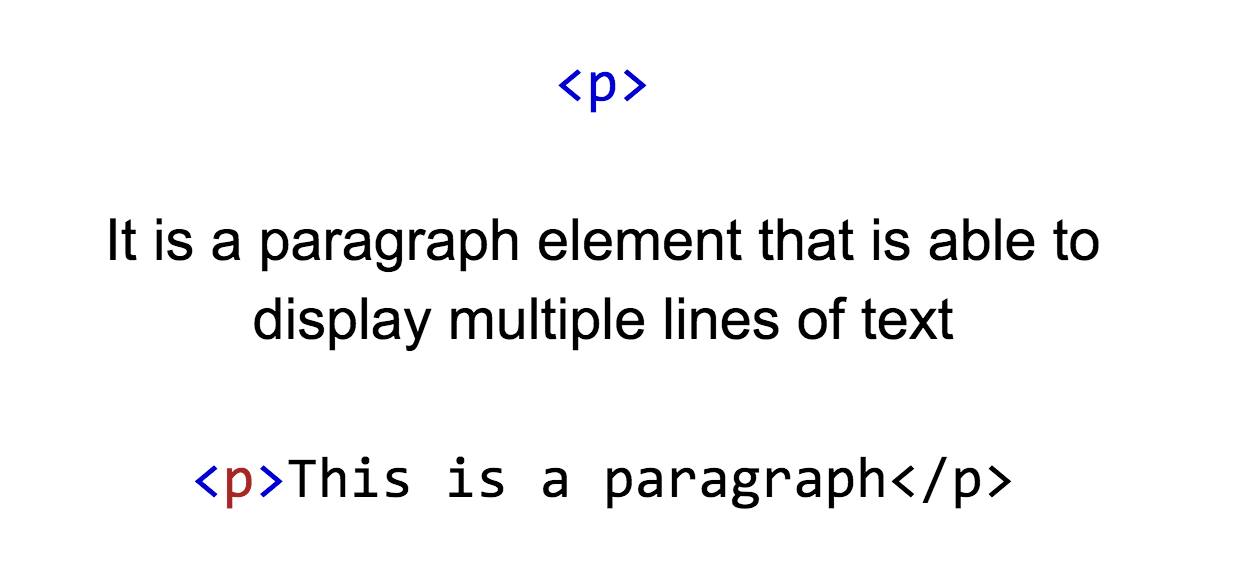 <p>
It is a paragraph element that is able to
display multiple lines of text
<p>This is a paragraph</p>